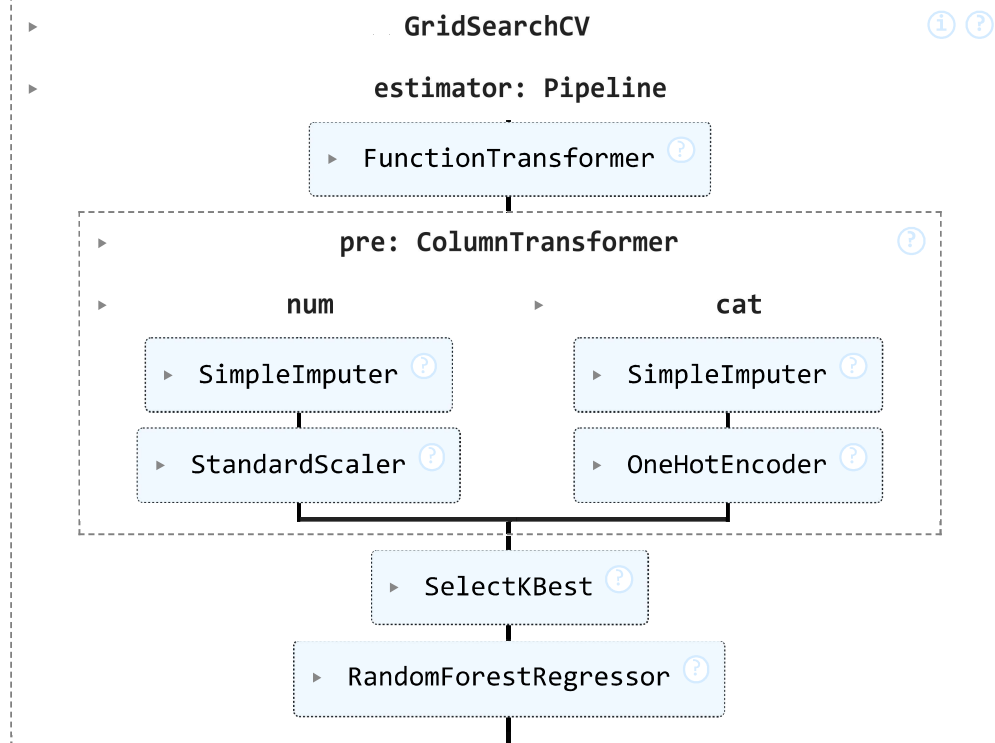 GridSearchCV
i ?
estimator: Pipeline
FunctionTransformer ?
pre: ColumnTransformer ?
num
cat
SimpleImputer ?
SimpleImputer ?
StandardScaler ?
OneHotEncoder ?
SelectKBest ?
RandomForestRegressor ?